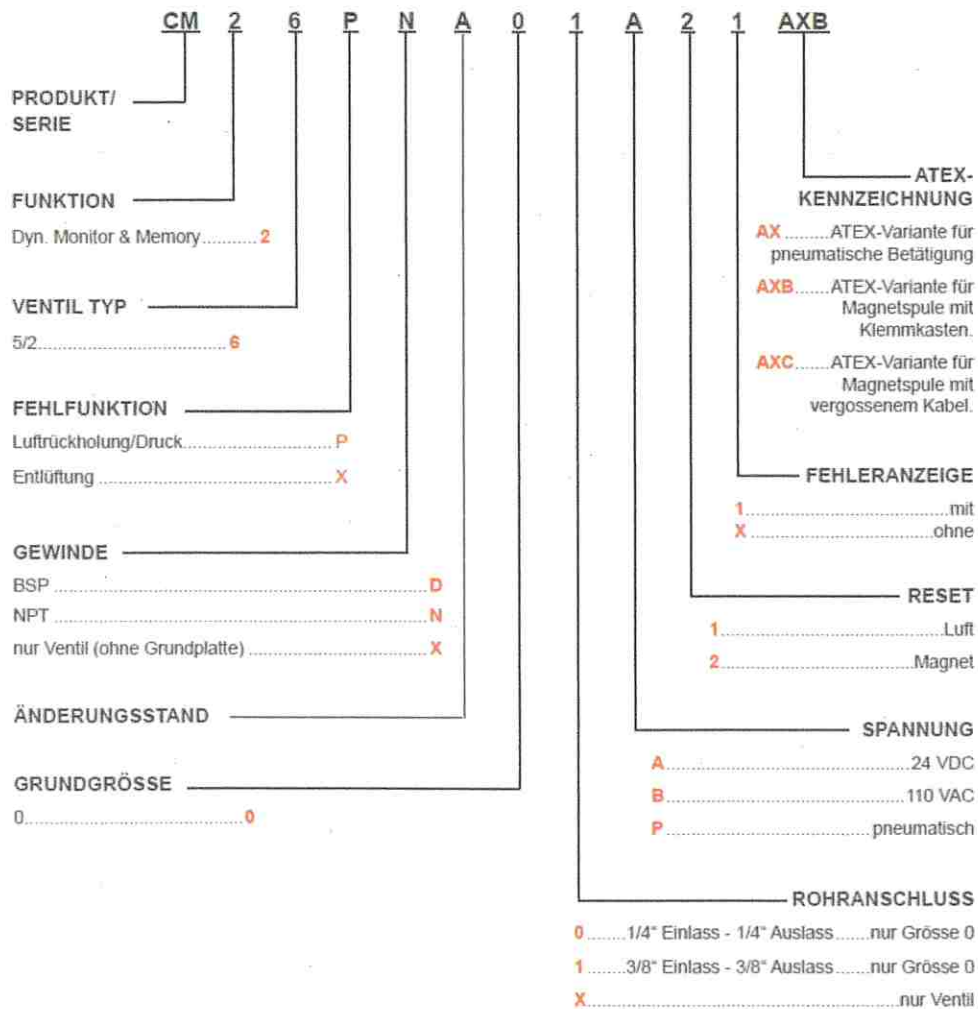 CM 2 6 P N A 0 1 A 2 1 AXB
PRODUKT/
SERIE
FUNKTION
Dyn. Monitor & Memory..........2
VENTIL TYP
5/2..........6
FEHLFUNKTION
Luftrückholung/Druck..........P
Entlüftung..........X
GEWINDE
BSP..........D
NPT..........N
nur Ventil (ohne Grundplatte)..........X
ÄNDERUNGSSTAND
GRUNDGRÖSSE
0..........0
ATEX-
KENNZEICHNUNG
AX.......ATEX-Variante für
pneumatische Betätigung
AXB.......ATEX-Variante für
Magnetspule mit
Klemmkasten.
AXC.......ATEX-Variante für
Magnetspule mit
vergossenem Kabel.
FEHLERANZEIGE
1..........mit
X..........ohne
RESET
1..........Luft
2..........Magnet
SPANNUNG
A..........24 VDC
B..........110 VAC
P..........pneumatisch
ROHRANSCHLUSS
0.......1/4“ Einlass - 1/4“ Auslass......nur Grösse 0
1.......3/8“ Einlass - 3/8“ Auslass......nur Grösse 0
X..........nur Ventil